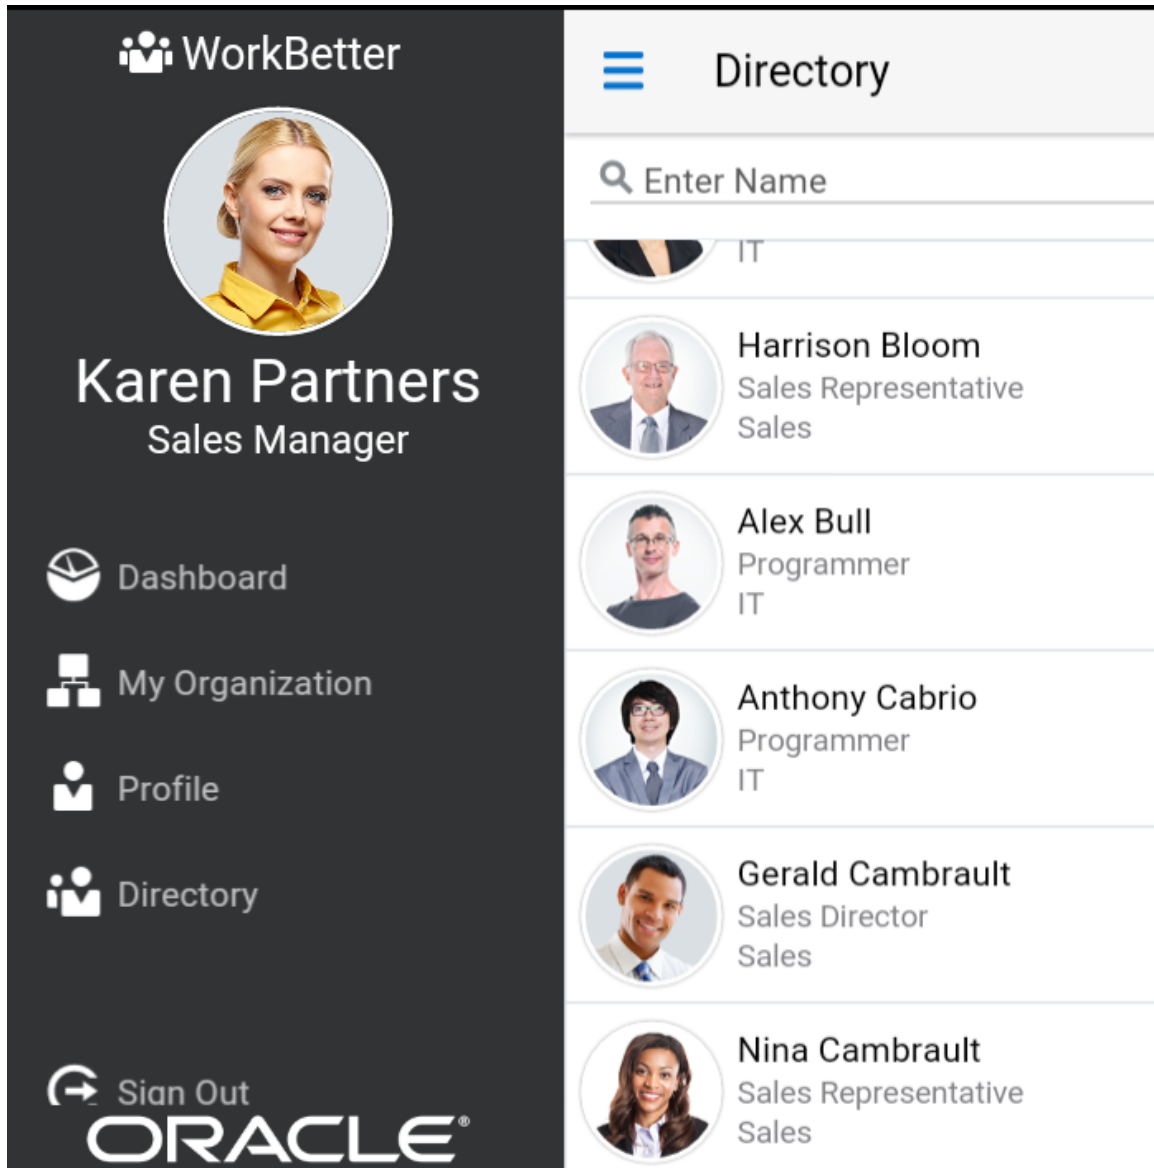 WorkBetter
Karen Partners
Sales Manager
Dashboard
My Organization
Profile
Directory
Sign Out
ORACLE®
Directory
Enter Name
IT
Harrison Bloom
Sales Representative
Sales
Alex Bull
Programmer
IT
Anthony Cabrio
Programmer
IT
Gerald Cambrault
Sales Director
Sales
Nina Cambrault
Sales Representative
Sales